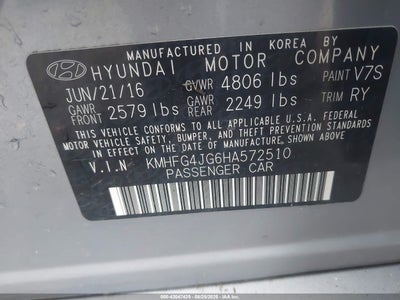 MANUFACTURED IN KOREA BY
HYUNDAI MOTOR COMPANY
JUN/21/16 GVWR 4806 lbs PAINT V7S
GAWR FRONT 2579 lbs GAWR REAR 2249 lbs TRIM RY
THIS VEHICLE CONFORMS TO ALL APPLICABLE U.S.A. FEDERAL
MOTOR VEHICLE SAFETY, BUMPER, AND THEFT PREVENTION
STANDARDS IN EFFECT ON THE DATE OF MANUFACTURE SHOWN ABOVE
V.I.N KMHFG4JG6HA572510
PASSENGER CAR